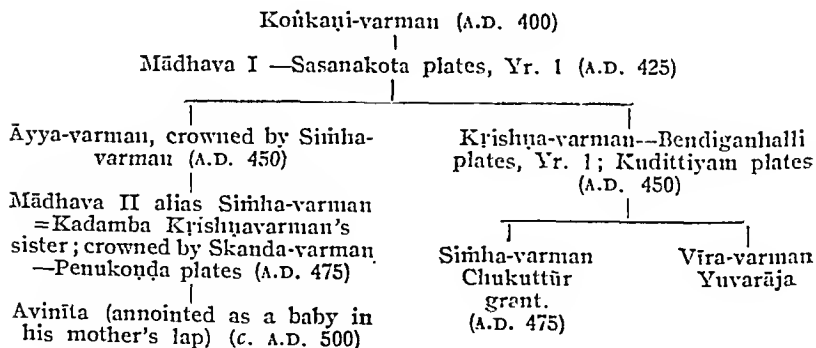 Koṅkaṇi-varman (A.D. 400)
Mādhava I —Sasanakota plates, Yr. 1 (A.D. 425)
Āyya-varman, crowned by Siṁha-
varman (A.D. 450)
Mādhava II alias Siṁha-varman
=Kadamba Kṛishṇavarman's
sister; crowned by Skanda-varman
—Penukoṇḍa plates (A.D. 475)
Avinīta (annointed as a baby in
his mother's lap) (c. A.D. 500)
Kṛishṇa-varman--Bendiganhalli
plates, Yr. 1; Kudittiyam plates
(A.D. 450)
Siṁha-varman
Chukuttūr
grant.
(A.D. 475)
Vīra-varman
Yuvarāja